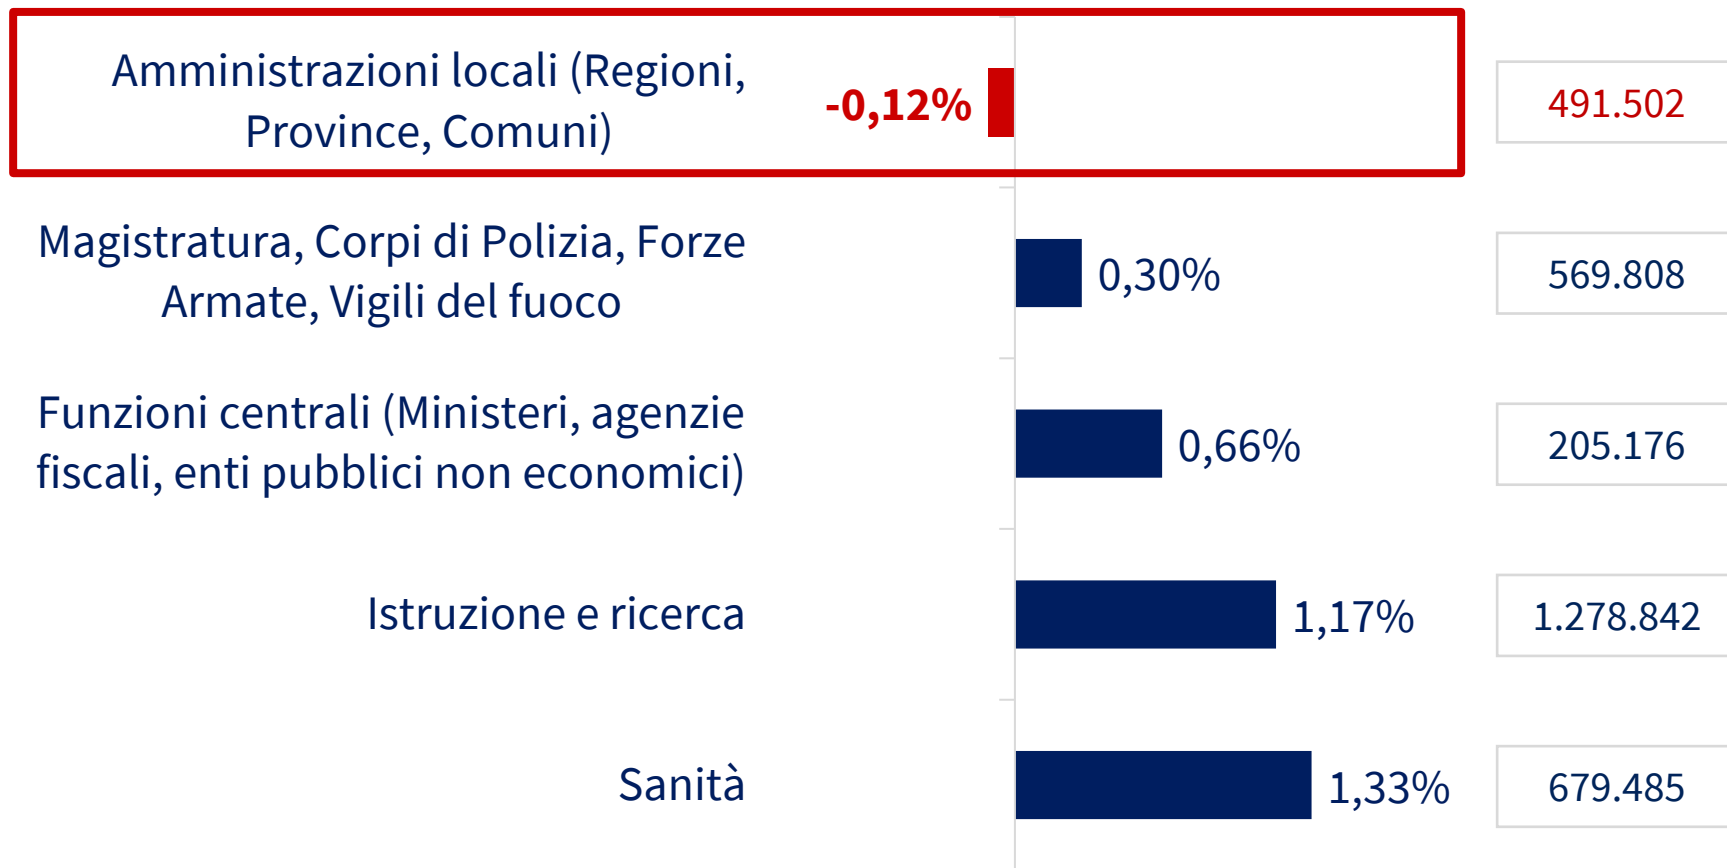 Amministrazioni locali (Regioni,
Province, Comuni)
-0,12%
491.502
Magistratura, Corpi di Polizia, Forze
Armate, Vigili del fuoco
0,30%
569.808
Funzioni centrali (Ministeri, agenzie
fiscali, enti pubblici non economici)
0,66%
205.176
Istruzione e ricerca
1,17%
1.278.842
Sanità
1,33%
679.485